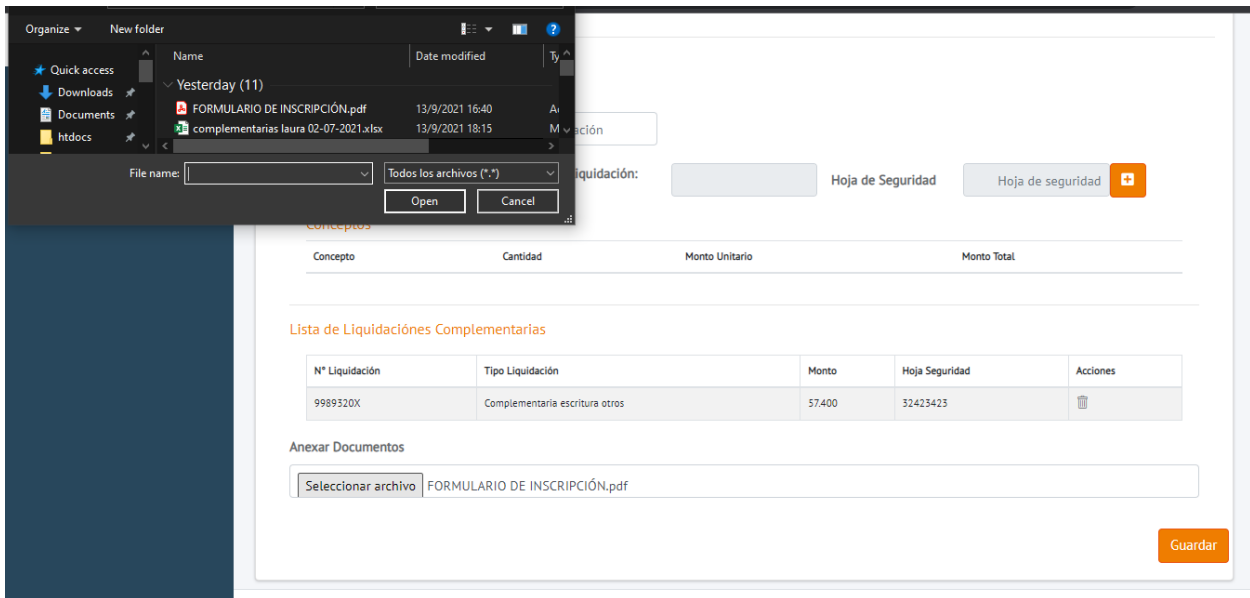 Organize New folder ?
Name Date modified Ty
Quick access
Yesterday (11)
Downloads
FORMULARIO DE INSCRIPCIÓN.pdf 13/9/2021 16:40
Documents
complementarias laura 02-07-2021.xlsx 13/9/2021 18:15 M
htdocs
ación
File name: Todos los archivos (*.*)
Open Cancel
iquidación: Hoja de Seguridad Hoja de seguridad
Conceptos
Concepto Cantidad Monto Unitario Monto Total
Lista de Liquidaciónes Complementarias
N° Liquidación Tipo Liquidación Monto Hoja Seguridad Acciones
9989320X Complementaria escritura otros 57.400 32423423
Anexar Documentos
Seleccionar archivo FORMULARIO DE INSCRIPCIÓN.pdf
Guardar